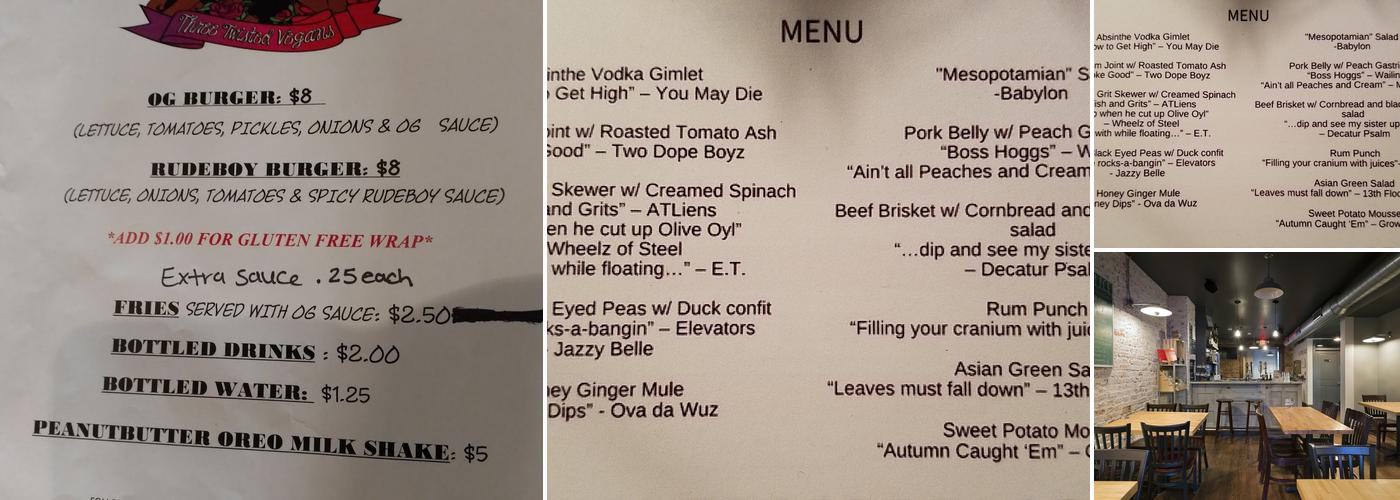 Three Twisted Vegans
OG BURGER: $8
(LETTUCE, TOMATOES, PICKLES, ONIONS & OG SAUCE)
RUDEBOY BURGER: $8
(LETTUCE, ONIONS, TOMATOES & SPICY RUDEBOY SAUCE)
*ADD $1.00 FOR GLUTEN FREE WRAP*
Extra Sauce .25 each
FRIES SERVED WITH OG SAUCE: $2.50
BOTTLED DRINKS : $2.00
BOTTLED WATER: $1.25
PEANUTBUTTER OREO MILK SHAKE: $5
MENU
inthe Vodka Gimlet
Get High” – You May Die
oint w/ Roasted Tomato Ash
Good” – Two Dope Boyz
Skewer w/ Creamed Spinach
and Grits” – ATLiens
en he cut up Olive Oyl”
Wheelz of Steel
while floating…” – E.T.
Eyed Peas w/ Duck confit
ks-a-bangin” – Elevators
Jazzy Belle
ey Ginger Mule
Dips” - Ova da Wuz
"Mesopotamian" S
-Babylon
Pork Belly w/ Peach G
“Boss Hoggs” – W
“Ain't all Peaches and Cream
Beef Brisket w/ Cornbread and
salad
“…dip and see my siste
– Decatur Psal
Rum Punch
“Filling your cranium with juic
Asian Green Sa
“Leaves must fall down” – 13th
Sweet Potato Mo
“Autumn Caught ‘Em” –
MENU
Absinthe Vodka Gimlet
ow to Get High” – You May Die
m Joint w/ Roasted Tomato Ash
ke Good” – Two Dope Boyz
Grit Skewer w/ Creamed Spinach
ish and Grits” – ATLiens
o when he cut up Olive Oyl”
– Wheelz of Steel
with while floating…” – E.T.
lack Eyed Peas w/ Duck confit
rocks-a-bangin” – Elevators
- Jazzy Belle
Honey Ginger Mule
ney Dips” - Ova da Wuz
"Mesopotamian" Salad
-Babylon
Pork Belly w/ Peach Gastri
“Boss Hoggs” – Wailin
“Ain't all Peaches and Cream” – M
Beef Brisket w/ Cornbread and bla
salad
“…dip and see my sister up
– Decatur Psalm
Rum Punch
“Filling your cranium with juices”-
Asian Green Salad
“Leaves must fall down” – 13th Floo
Sweet Potato Mousse
“Autumn Caught ‘Em” – Grow